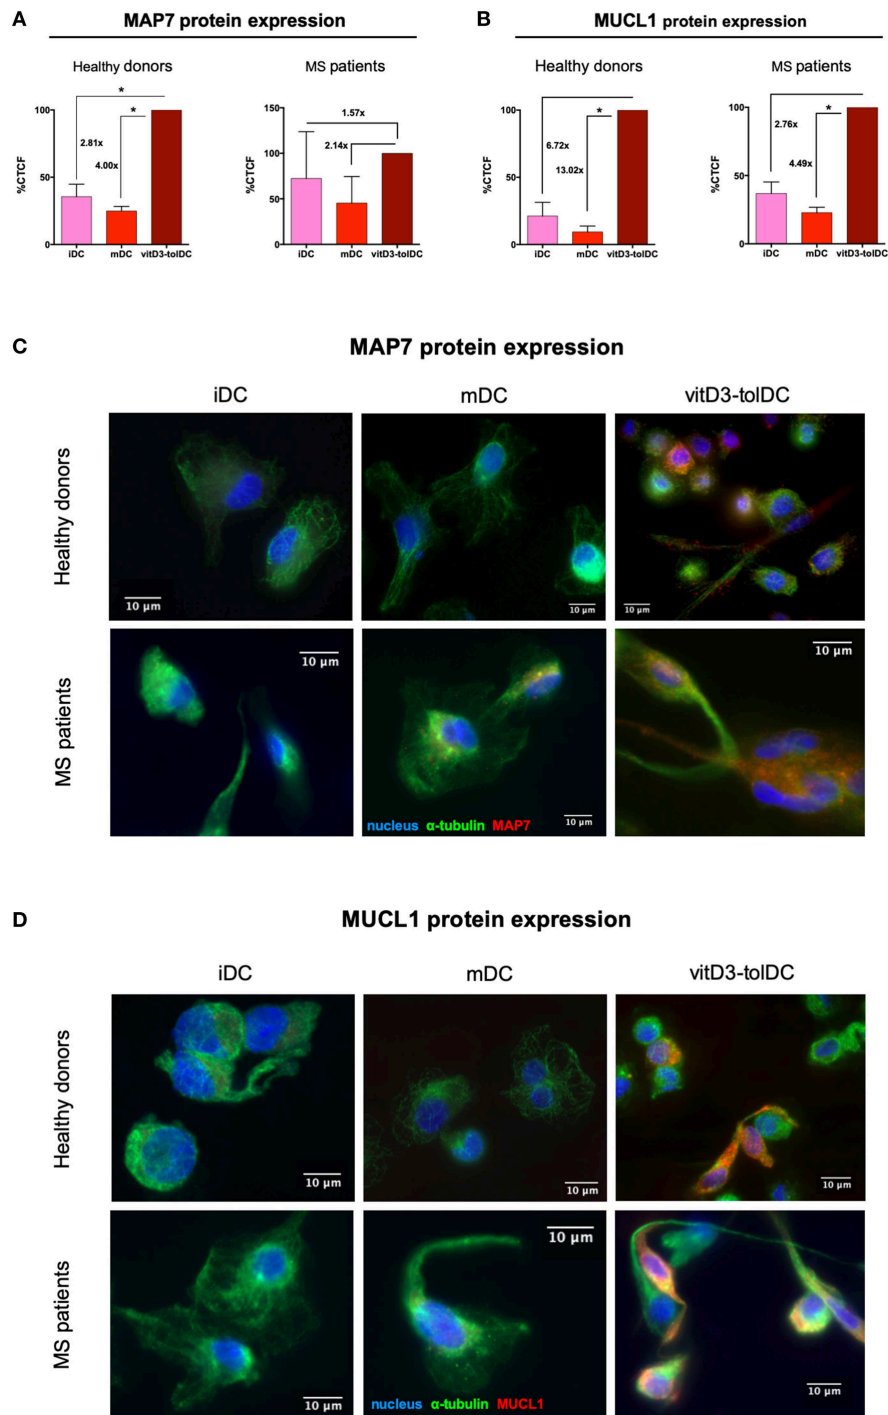 A
MAP7 protein expression
B
MUCL1 protein expression
Healthy donors
MS patients
Healthy donors
MS patients
%CTCF
100
50
0
*
*
2.81x
4.00x
iDC mDC vitD3-tolDC
%CTCF
150
100
50
0
1.57x
2.14x
iDC mDC vitD3-tolDC
%CTCF
100
50
0
*
6.72x
13.02x
iDC mDC vitD3-tolDC
%CTCF
100
50
0
*
2.76x
4.49x
iDC mDC vitD3-tolDC
C
MAP7 protein expression
iDC mDC vitD3-tolDC
Healthy donors
10 µm
10 µm
10 µm
MS patients
10 µm
10 µm
10 µm
nucleus α-tubulin MAP7
D
MUCL1 protein expression
iDC mDC vitD3-tolDC
Healthy donors
10 µm
10 µm
10 µm
MS patients
10 µm
10 µm
10 µm
nucleus α-tubulin MUCL1